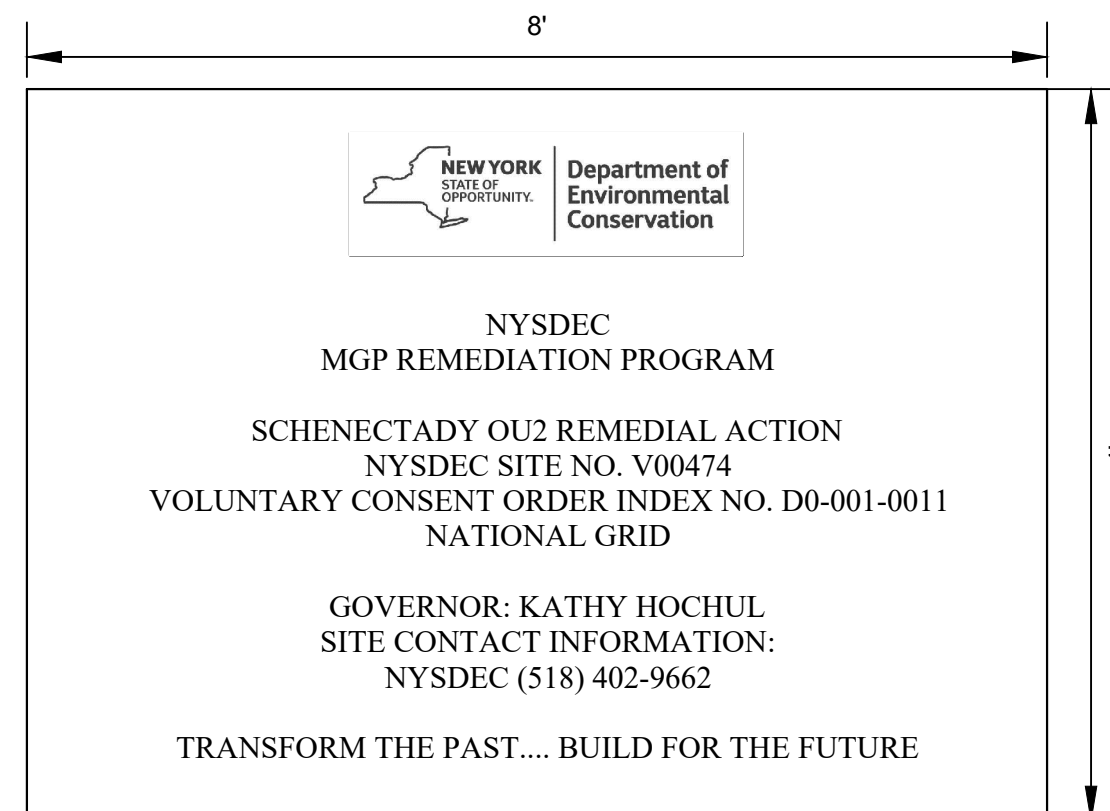 8'
NEW YORK
STATE OF
OPPORTUNITY.
Department of
Environmental
Conservation
NYSDEC
MGP REMEDIATION PROGRAM
SCHENECTADY OU2 REMEDIAL ACTION
NYSDEC SITE NO. V00474
VOLUNTARY CONSENT ORDER INDEX NO. D0-001-0011
NATIONAL GRID
GOVERNOR: KATHY HOCHUL
SITE CONTACT INFORMATION:
NYSDEC (518) 402-9662
TRANSFORM THE PAST.... BUILD FOR THE FUTURE